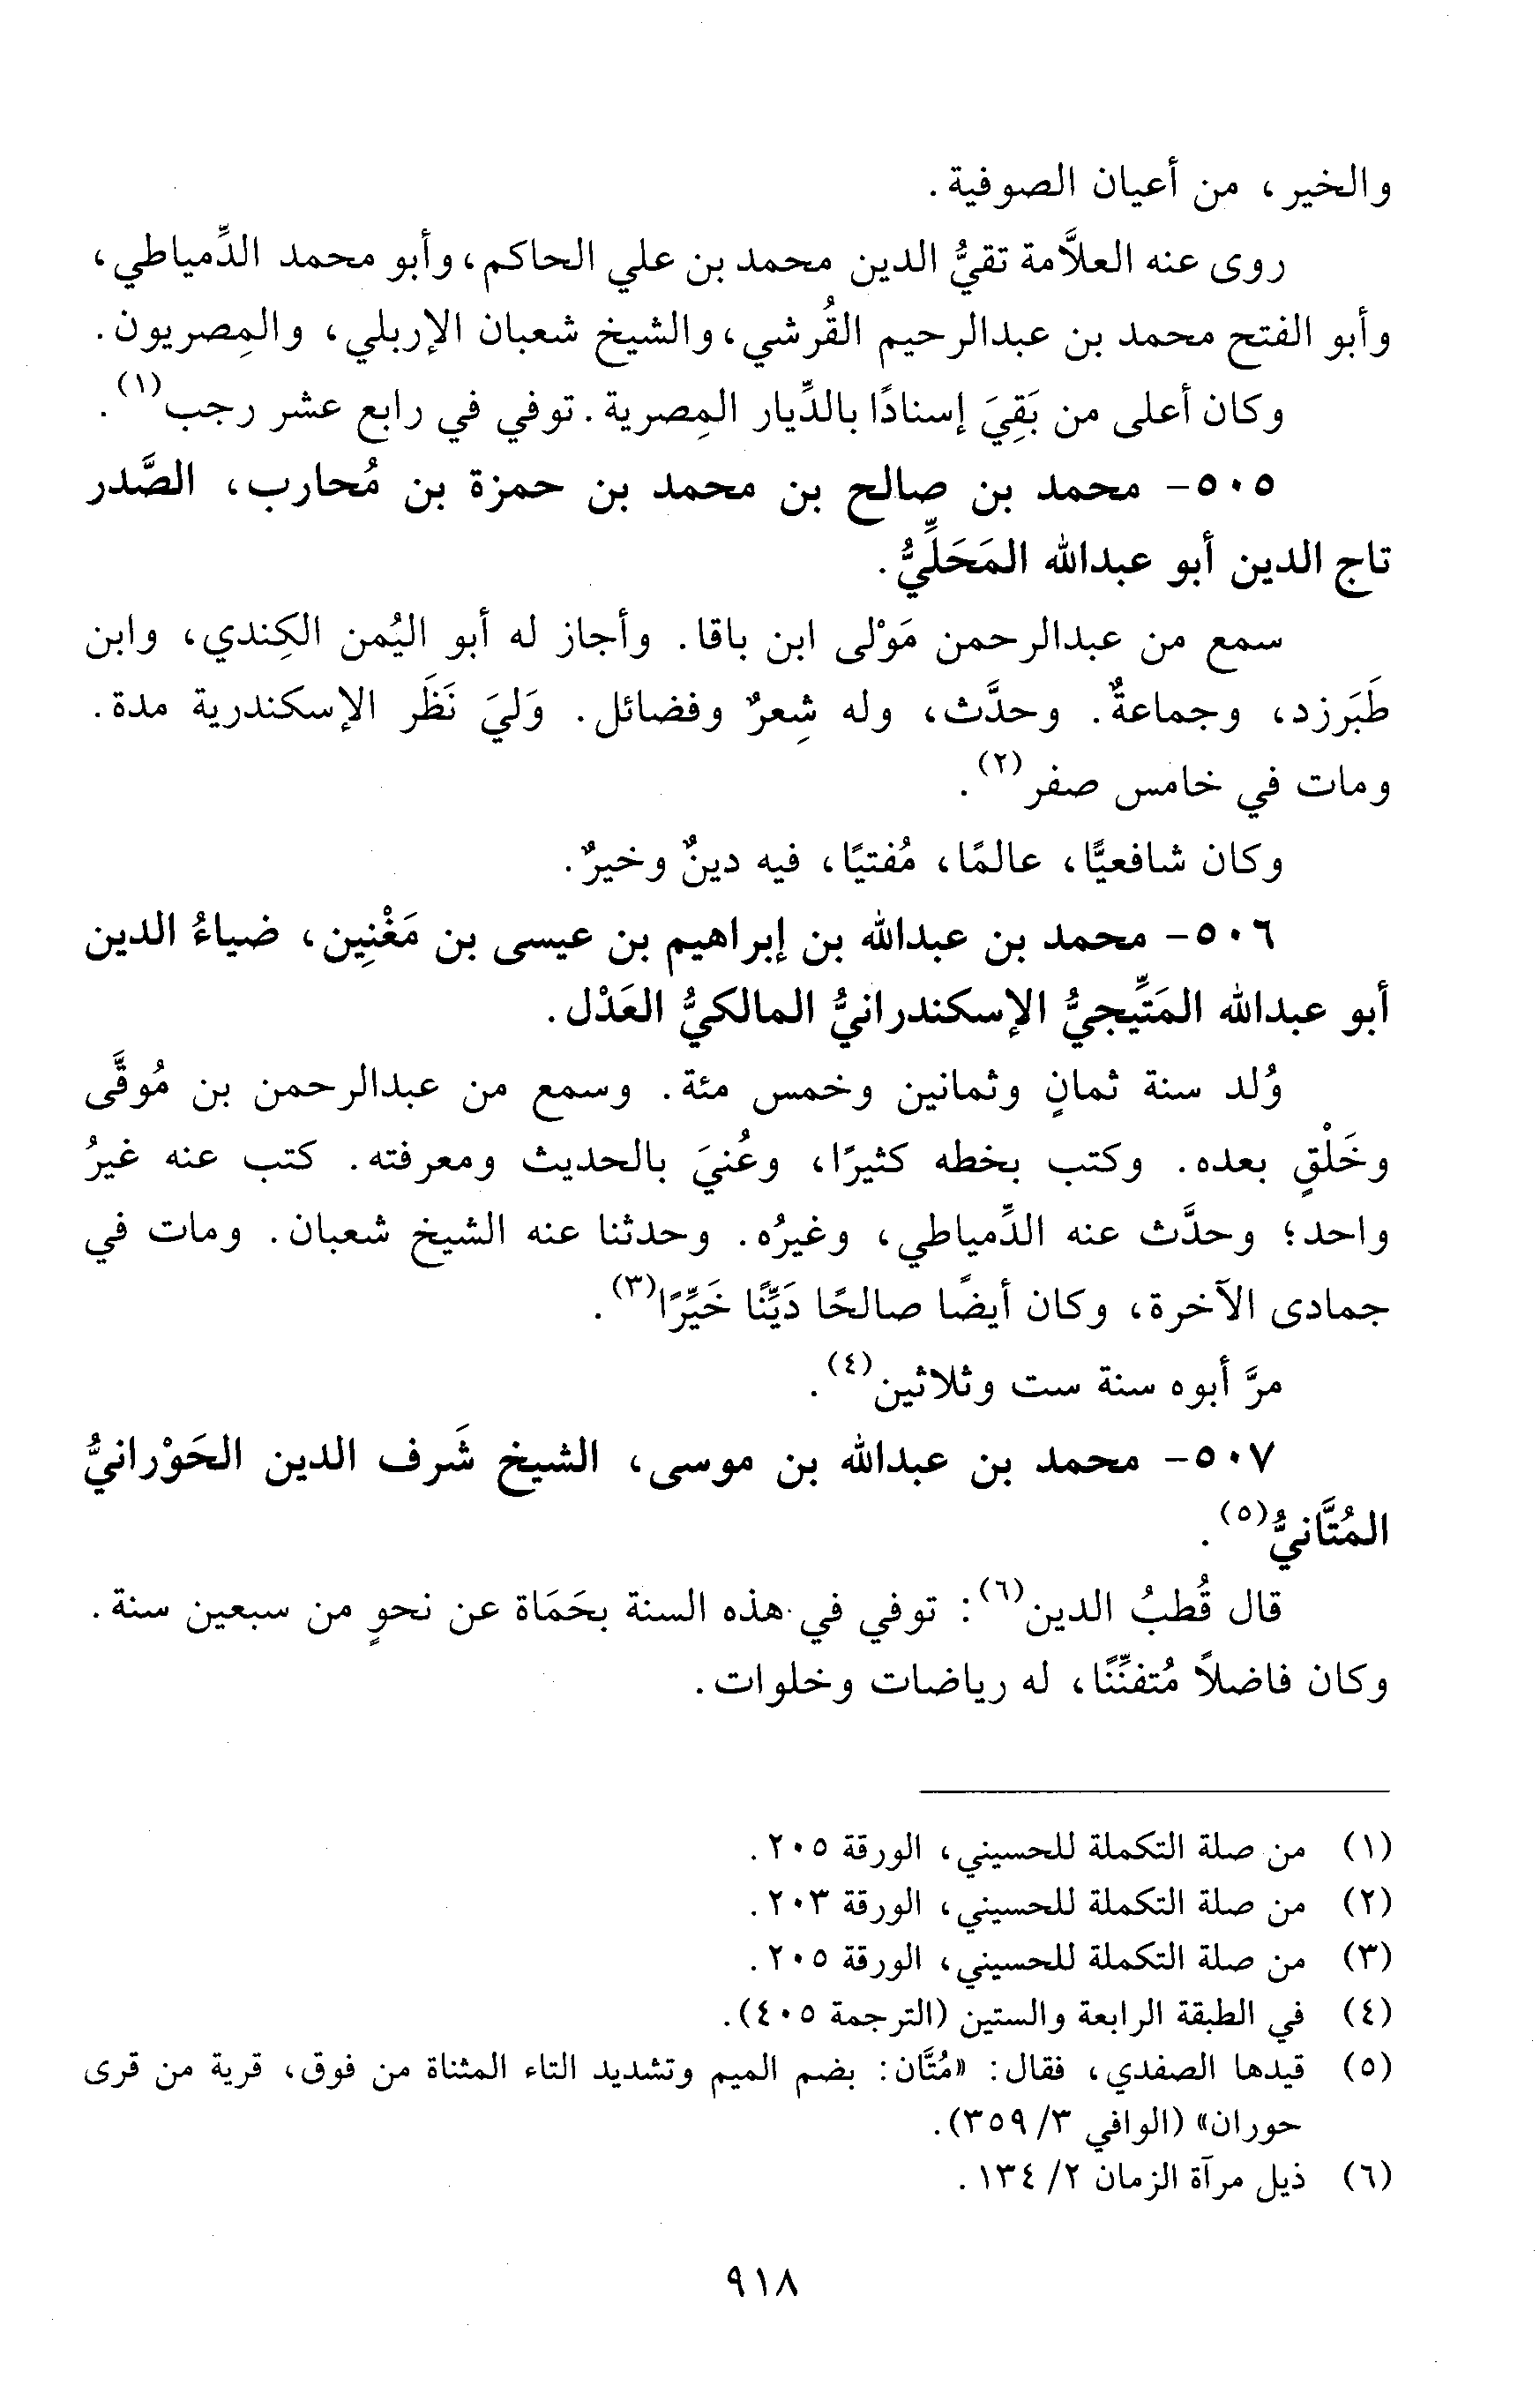 والخير، من أعيان الصوفية.
روى عنه العلاَّمة تقيُّ الدين محمد بن علي الحاكم، وأبو محمد الدِّمياطي،
وأبو الفتح محمد بن عبدالرحيم القُرشي، والشيخ شعبان الإربلي، والمِصريون.
وكان أعلى من بَقِيَ إسنادًا بالدِّيار المِصرية. توفي في رابع عشر رجب(١).
٥٠٥- محمد بن صالح بن محمد بن حمزة بن مُحارب، الصَّدر
تاج الدين أبو عبدالله المَحَلِّيُّ.
سمع من عبدالرحمن مَوْلى ابن باقا. وأجاز له أبو اليُمن الكِندي، وابن
طَبَرزد، وجماعةٌ. وحدَّث، وله شِعرٌ وفضائل. وَليَ نَظَر الإسكندرية مدة.
ومات في خامس صفر(٢).
وكان شافعيًّا، عالمًا، مُفتيًا، فيه دينٌ وخيرٌ.
٥٠٦- محمد بن عبدالله بن إبراهيم بن عيسى بن مَغْنِين، ضياءُ الدين
أبو عبدالله المَتِّيجيُّ الإسكندرانيُّ المالكيُّ العَدْل.
وُلد سنة ثمانٍ وثمانين وخمس مئة. وسمع من عبدالرحمن بن مُوقَّى
وخَلْقٍ بعده. وكتب بخطه كثيرًا، وعُنيَ بالحديث ومعرفته. كتب عنه غيرُ
واحد؛ وحدَّث عنه الدِّمياطي، وغيرُه. وحدثنا عنه الشيخ شعبان. ومات في
جمادى الآخرة، وكان أيضًا صالحًا دَيِّنًا خَيِّرًا(٣).
مرَّ أبوه سنة ست وثلاثين(٤).
٥٠٧- محمد بن عبدالله بن موسى، الشيخ شَرف الدين الحَوْرانيُّ
المُتَّانيُّ(٥).
قال قُطبُ الدين(٦): توفي في هذه السنة بحَمَاة عن نحوٍ من سبعين سنة.
وكان فاضلاً مُتفنِّنًا، له رياضات وخلوات.
(١) من صلة التكملة للحسيني، الورقة ٢٠٥.
(٢) من صلة التكملة للحسيني، الورقة ٢٠٣.
(٣) من صلة التكملة للحسيني، الورقة ٢٠٥.
(٤) في الطبقة الرابعة والستين (الترجمة ٤٠٥).
(٥) قيدها الصفدي، فقال: «مُتَّان: بضم الميم وتشديد التاء المثناة من فوق، قرية من قرى
حوران» (الوافي ٣/ ٣٥٩).
(٦) ذيل مرآة الزمان ٢/ ١٣٤.
٩١٨